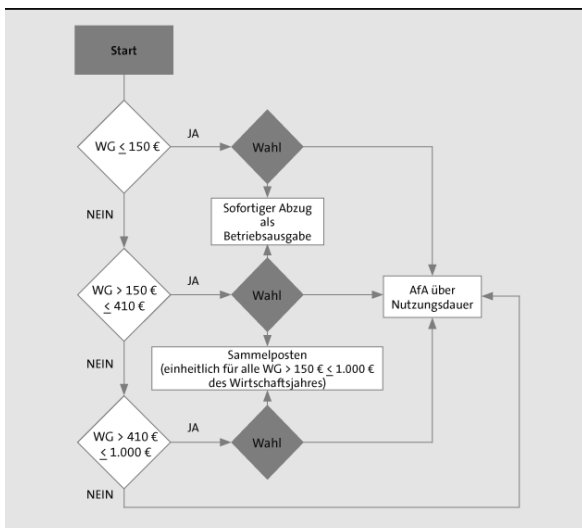 Start
WG ≤ 150 €
JA
Wahl
NEIN
Sofortiger Abzug
als
Betriebsausgabe
WG > 150 €
≤ 410 €
JA
Wahl
AfA über
Nutzungsdauer
NEIN
Sammelposten
(einheitlich für alle WG > 150 € ≤ 1.000 €
des Wirtschaftsjahres)
WG > 410 €
≤ 1.000 €
JA
Wahl
NEIN